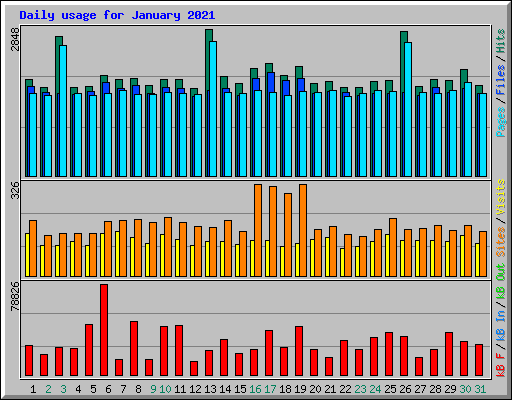 Daily usage for January 2021
2848
Pages / Files / Hits
326
Sites / Visits
78826
kB F / kB In / kB Out
1 2 3 4 5 6 7 8 9 10 11 12 13 14 15 16 17 18 19 20 21 22 23 24 25 26 27 28 29 30 31